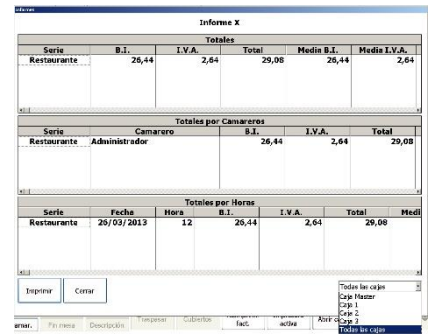 Informes
Informe X
Totales
Serie B.I. I.V.A. Total Media B.I. Media I.V.A.
Restaurante 26,44 2,64 29,08 26,44 2,64
Totales por Camareros
Serie Camarero B.I. I.V.A. Total
Restaurante Administrador 26,44 2,64 29,08
Totales por Horas
Serie Fecha Hora B.I. I.V.A. Total Medi
Restaurante 26/03/2013 12 26,44 2,64 29,08
Imprimir Cerrar
Todas las cajas
Caja Master
Caja 1
Caja 2
Caja 3
Todas las cajas
Fin mesa Descripción Traspasar Cubiertos fact. activa Abrir